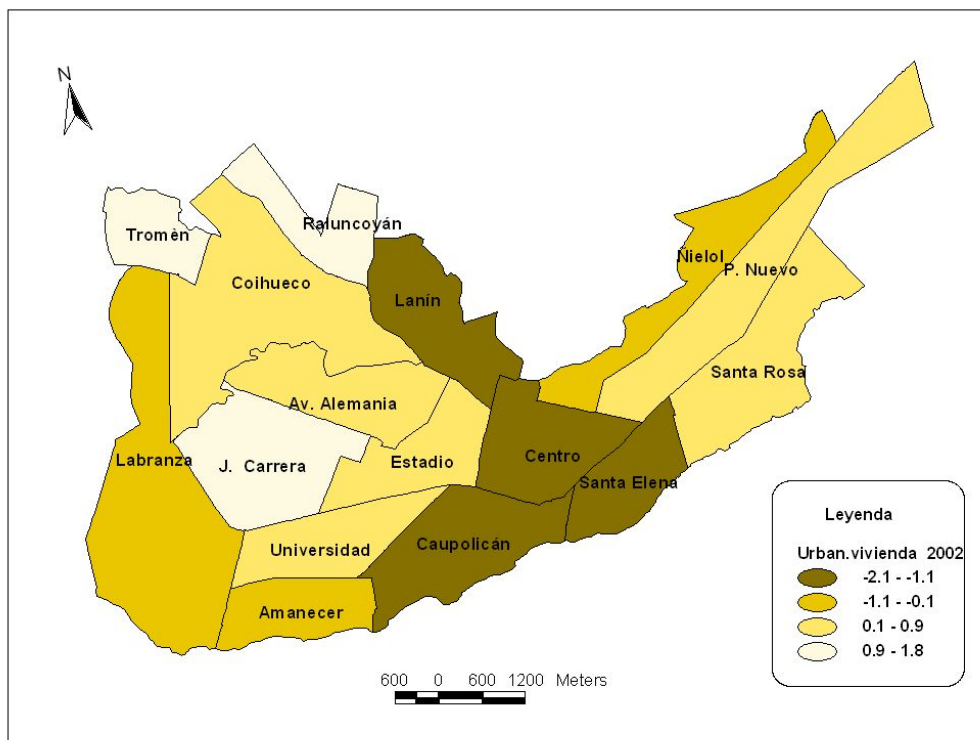 N
Tromèn
Raluncoyán
Coihueco
Lanín
Ñielol
P. Nuevo
Santa Rosa
Av. Alemania
Labranza
J. Carrera
Estadio
Centro
Santa Elena
Universidad
Caupolicán
Amanecer
Leyenda
Urban.vivienda 2002
-2.1 - -1.1
-1.1 - -0.1
0.1 - 0.9
0.9 - 1.8
600 0 600 1200 Meters